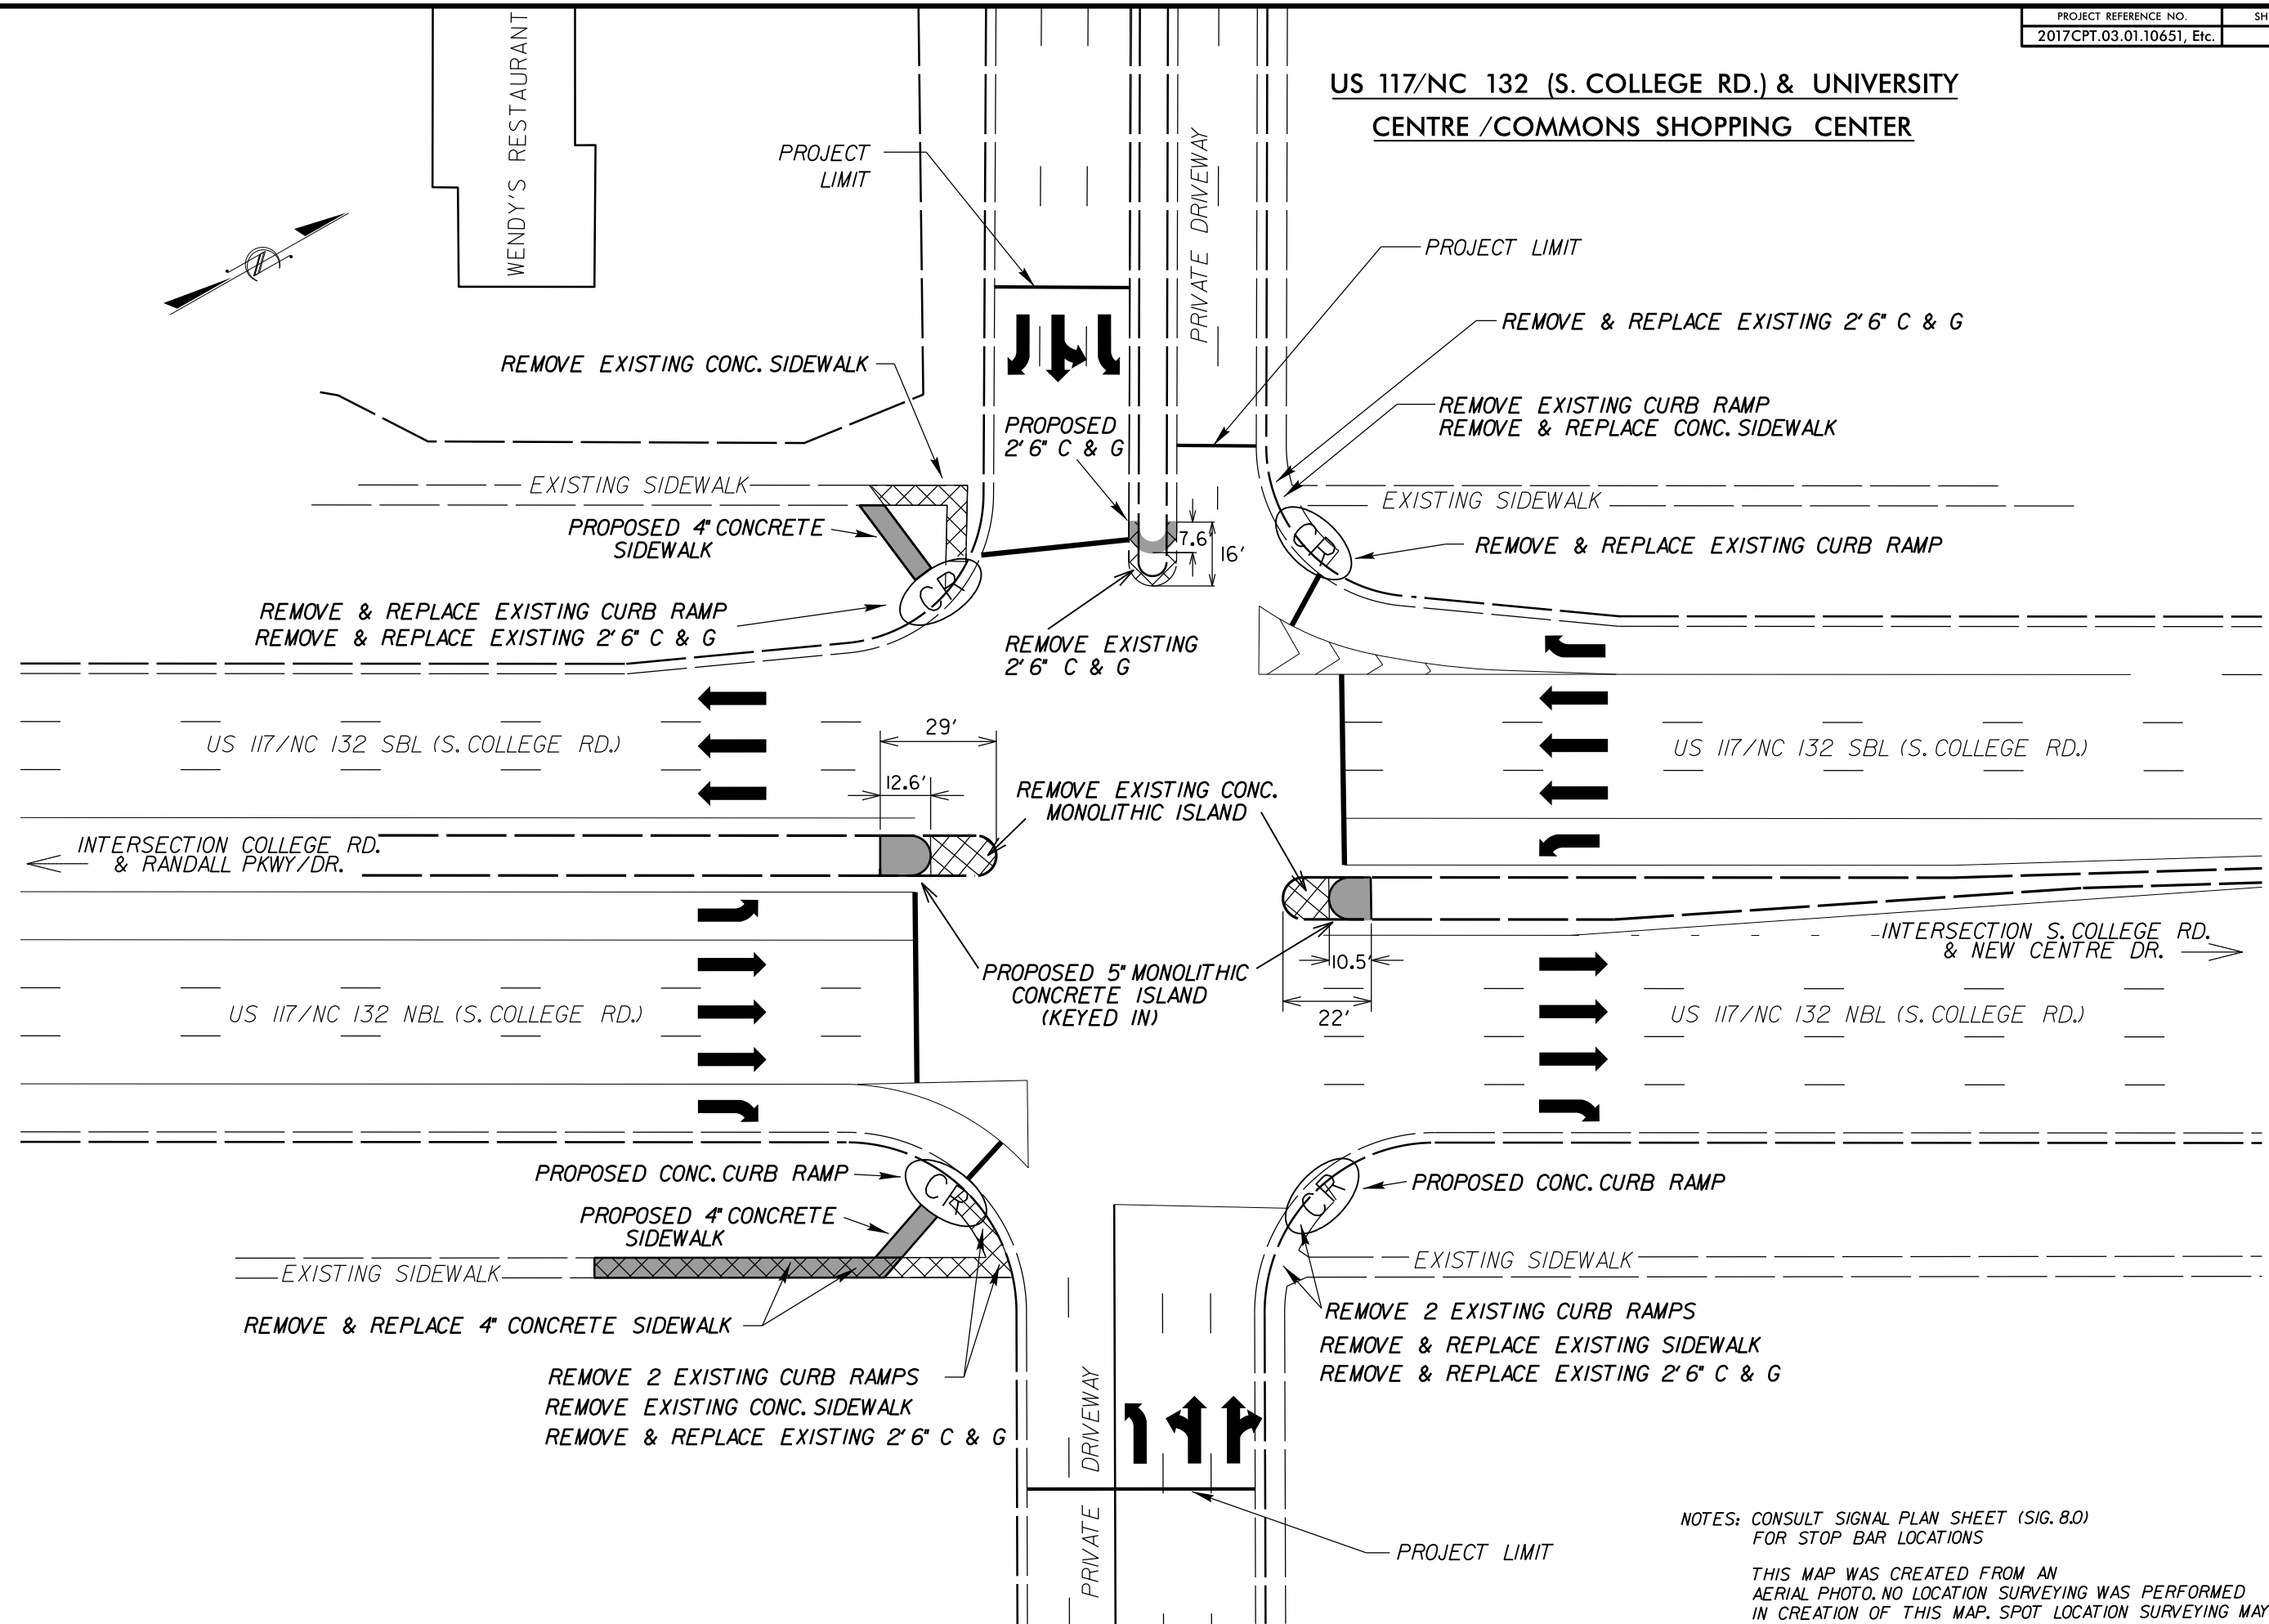 PROJECT REFERENCE NO.
SH
2017CPT.03.01.10651, Etc.
US 117/NC 132 (S. COLLEGE RD.) & UNIVERSITY
CENTRE /COMMONS SHOPPING CENTER
WENDY'S RESTAURANT
PROJECT
LIMIT
PRIVATE DRIVEWAY
PROJECT LIMIT
REMOVE & REPLACE EXISTING 2'6" C & G
REMOVE EXISTING CONC. SIDEWALK
REMOVE EXISTING CURB RAMP
REMOVE & REPLACE CONC. SIDEWALK
PROPOSED
2'6" C & G
EXISTING SIDEWALK
EXISTING SIDEWALK
PROPOSED 4" CONCRETE
SIDEWALK
7.6'
16'
CR
REMOVE & REPLACE EXISTING CURB RAMP
CR
REMOVE & REPLACE EXISTING CURB RAMP
REMOVE & REPLACE EXISTING 2'6" C & G
REMOVE EXISTING
2'6" C & G
US 117/NC 132 SBL (S. COLLEGE RD.)
29'
US 117/NC 132 SBL (S. COLLEGE RD.)
12.6'
REMOVE EXISTING CONC.
MONOLITHIC ISLAND
INTERSECTION COLLEGE RD.
& RANDALL PKWY/DR.
INTERSECTION S. COLLEGE RD.
& NEW CENTRE DR.
10.5'
PROPOSED 5" MONOLITHIC
CONCRETE ISLAND
(KEYED IN)
22'
US 117/NC 132 NBL (S. COLLEGE RD.)
US 117/NC 132 NBL (S. COLLEGE RD.)
PROPOSED CONC. CURB RAMP
CR
CR
PROPOSED CONC. CURB RAMP
PROPOSED 4" CONCRETE
SIDEWALK
EXISTING SIDEWALK
EXISTING SIDEWALK
REMOVE & REPLACE 4" CONCRETE SIDEWALK
REMOVE 2 EXISTING CURB RAMPS
REMOVE & REPLACE EXISTING SIDEWALK
REMOVE & REPLACE EXISTING 2'6" C & G
REMOVE 2 EXISTING CURB RAMPS
REMOVE EXISTING CONC. SIDEWALK
REMOVE & REPLACE EXISTING 2'6" C & G
PRIVATE DRIVEWAY
PROJECT LIMIT
NOTES: CONSULT SIGNAL PLAN SHEET (SIG. 8.0)
FOR STOP BAR LOCATIONS
THIS MAP WAS CREATED FROM AN
AERIAL PHOTO. NO LOCATION SURVEYING WAS PERFORMED
IN CREATION OF THIS MAP. SPOT LOCATION SURVEYING MAY